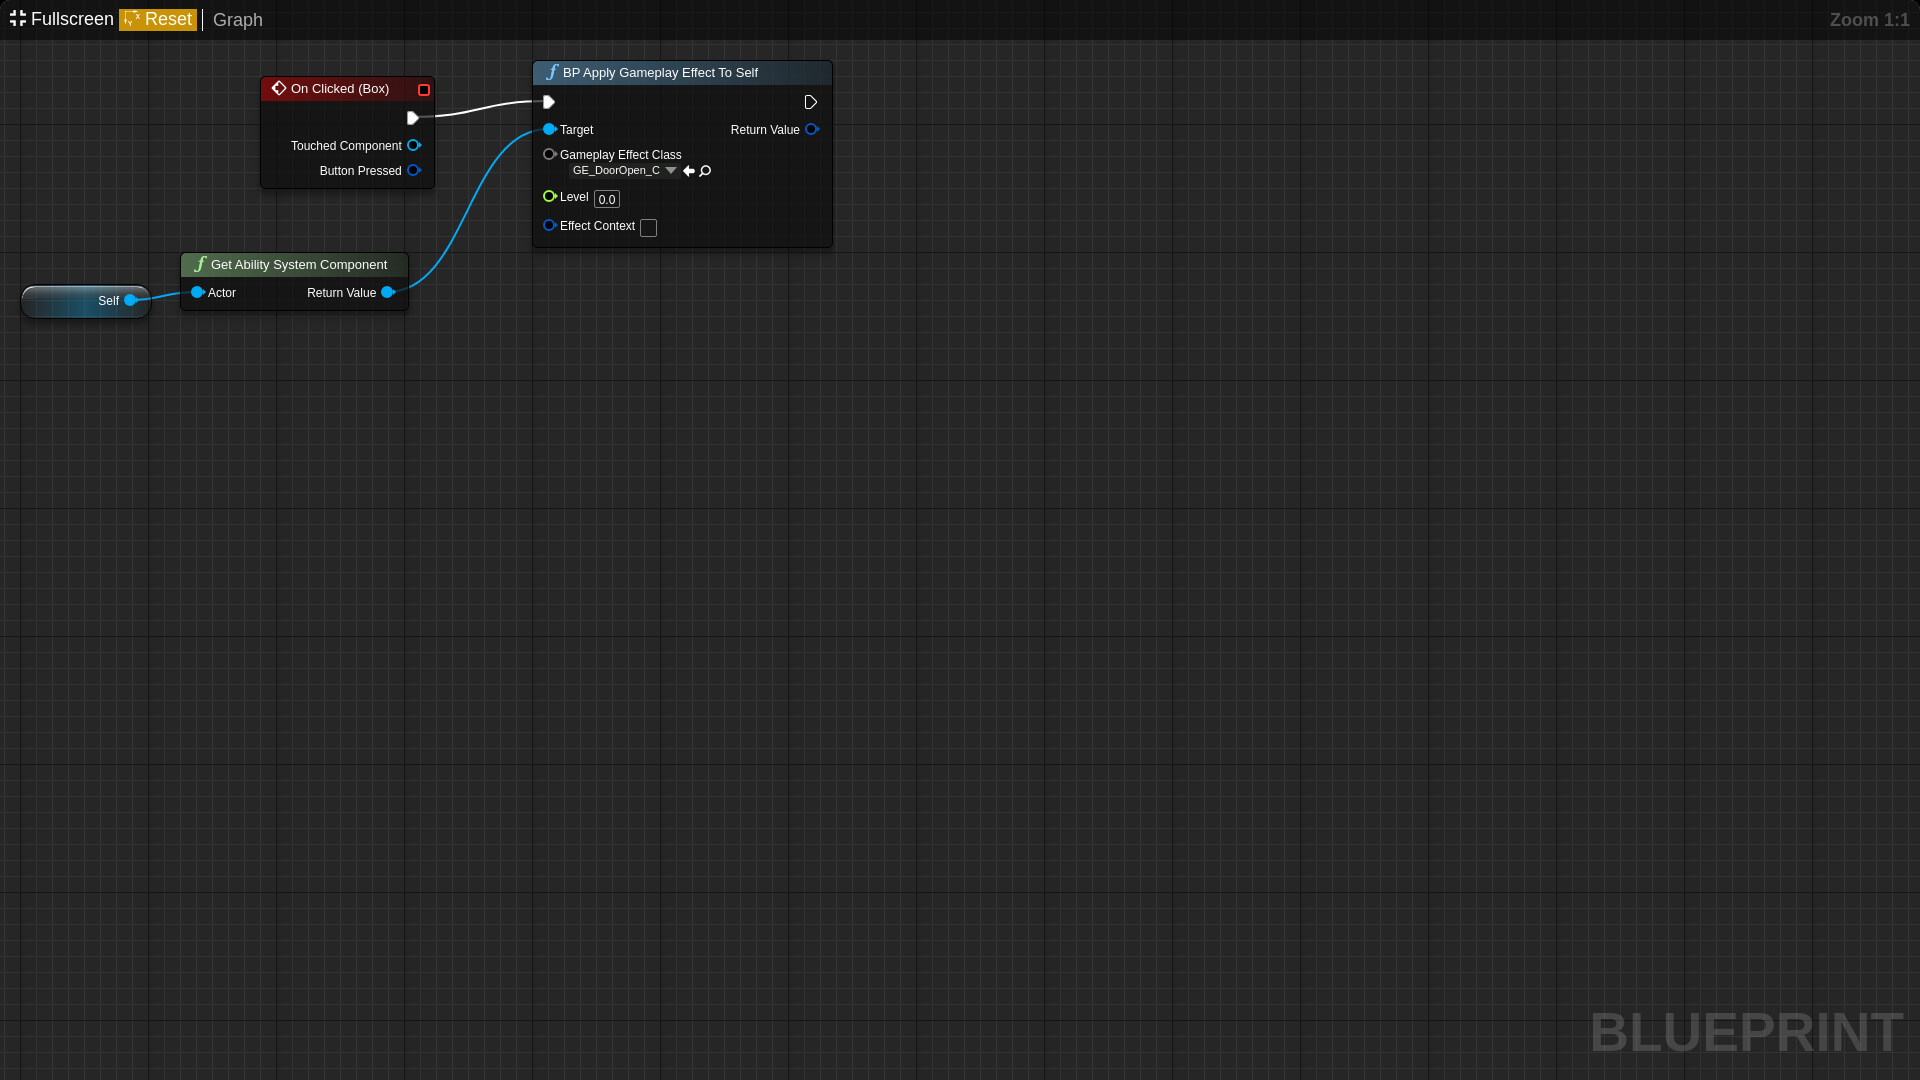 Fullscreen Reset Graph
Zoom 1:1
On Clicked (Box)
Touched Component
Button Pressed
BP Apply Gameplay Effect To Self
Target
Return Value
Gameplay Effect Class
GE_DoorOpen_C
Level 0.0
Effect Context
Get Ability System Component
Actor
Return Value
Self
BLUEPRINT